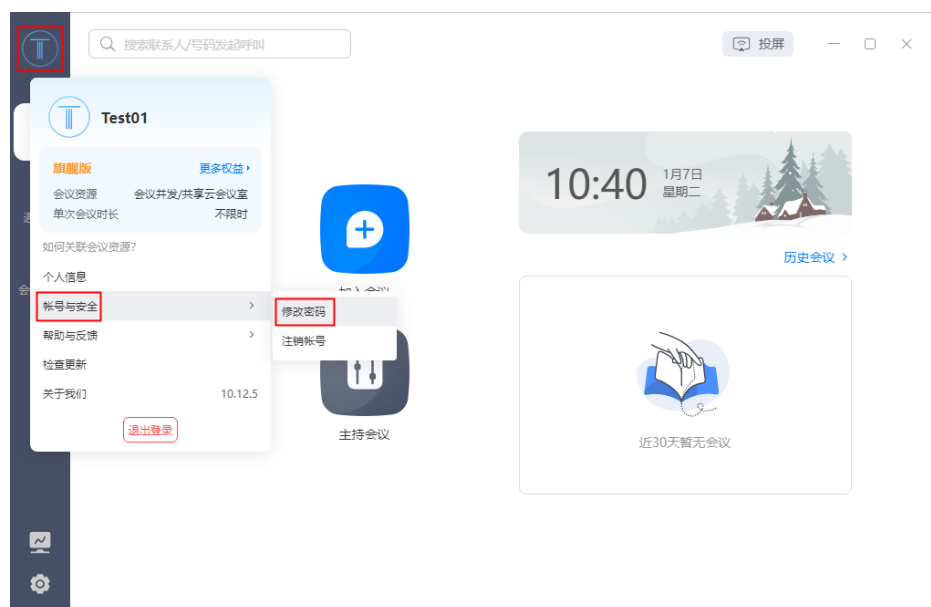 搜索联系人/号码发起呼叫
投屏
Test01
旗舰版 更多权益
会议资源 会议并发/共享云会议室
单次会议时长 不限时
如何关联会议资源?
个人信息
帐号与安全
帮助与反馈
检查更新
关于我们 10.12.5
退出登录
修改密码
注销帐号
加入会议
主持会议
10:40
1月7日
星期二
历史会议
近30天暂无会议